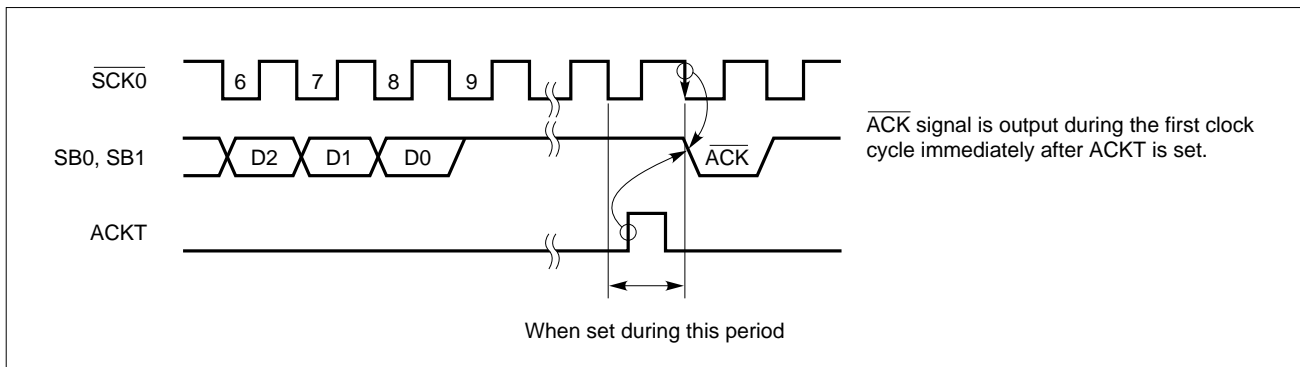 SCK0
6 7 8 9
SB0, SB1
D2 D1 D0
ACK
ACKT
ACK signal is output during the first clock
cycle immediately after ACKT is set.
When set during this period